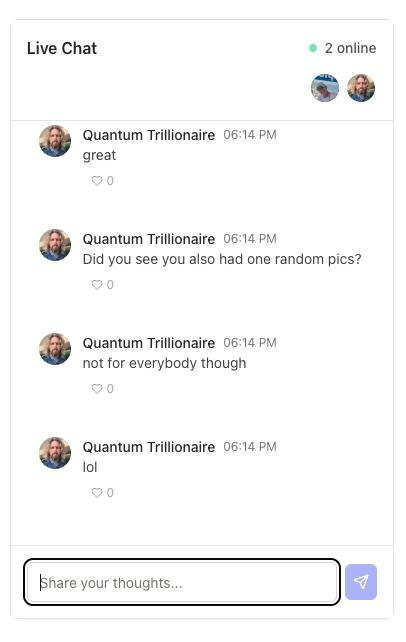 Live Chat
2 online
Quantum Trillionaire 06:14 PM
great
0
Quantum Trillionaire 06:14 PM
Did you see you also had one random pics?
0
Quantum Trillionaire 06:14 PM
not for everybody though
0
Quantum Trillionaire 06:14 PM
lol
0
Share your thoughts...